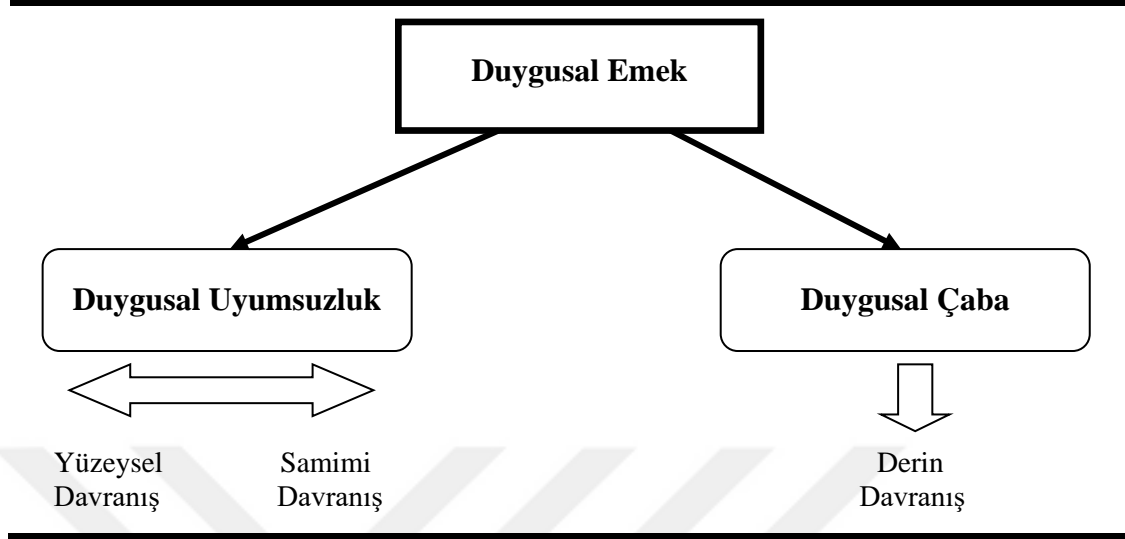 Duygusal Emek
Duygusal Uyumsuzluk
Duygusal Çaba
Yüzeysel
Davranış
Samimi
Davranış
Derin
Davranış